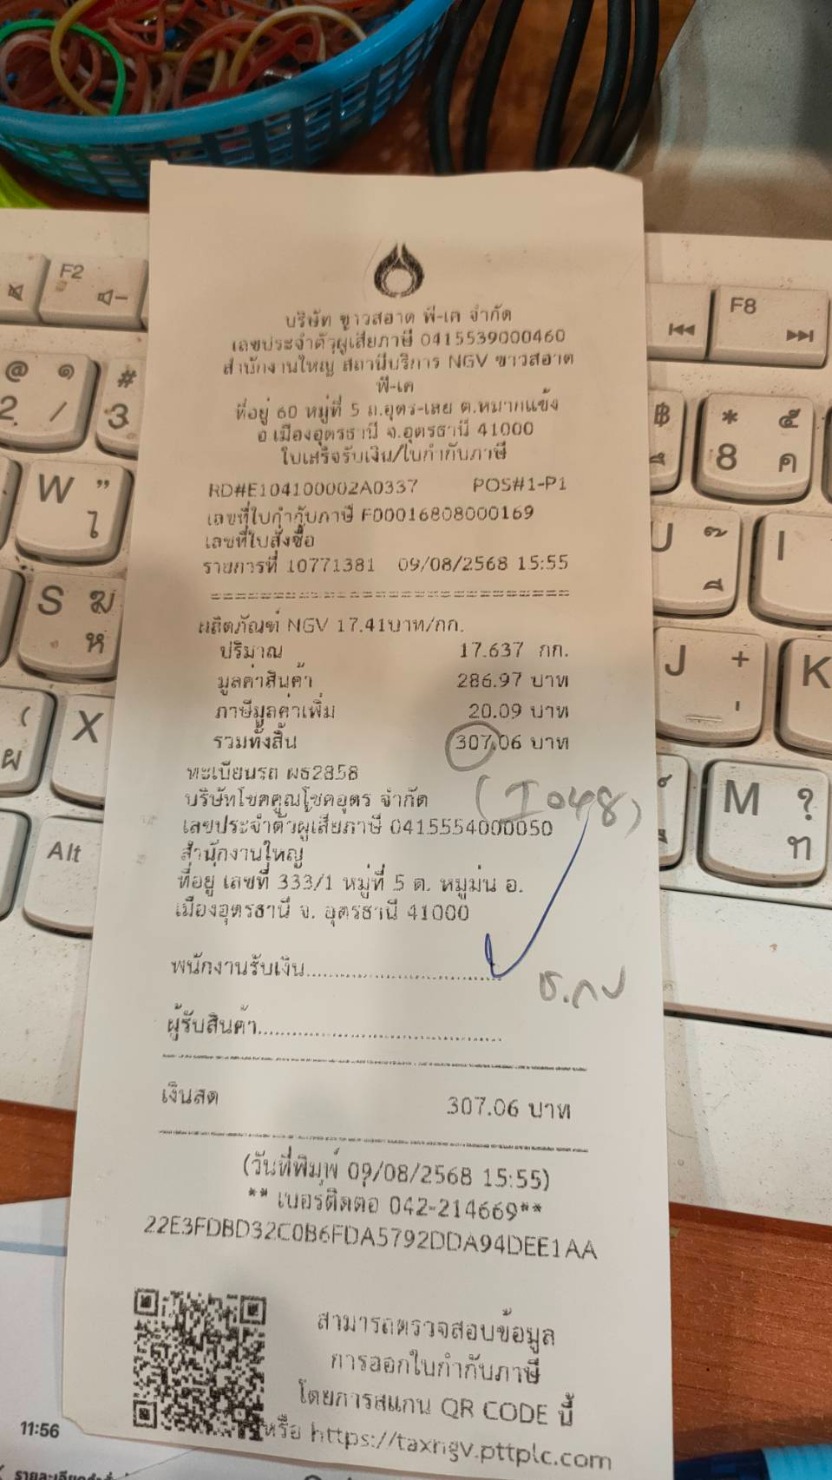 บริษัท ขาวสอาด พี-เค จำกัด
เลขประจำตัวผู้เสียภาษี 0415539000460
สำนักงานใหญ่ สถานีบริการ NGV ขาวสอาด
พี-เค
ที่อยู่ 60 หมู่ที่ 5 ถ.อุดร-เลย ต.หมากแข้ง
อ เมืองอุดรธานี จ.อุดรธานี 41000
ใบเสร็จรับเงิน/ใบกำกับภาษี
RD#E104100002A0337 POS#1-P1
เลขที่ใบกำกับภาษี F00016808000169
เลขที่ใบสั่งซื้อ
รายการที่ 10771381 09/08/2568 15:55
==============================
ผลิตภัณฑ์ NGV 17.41บาท/กก.
ปริมาณ 17.637 กก.
มูลค่าสินค้า 286.97 บาท
ภาษีมูลค่าเพิ่ม 20.09 บาท
รวมทั้งสิ้น 307.06 บาท
ทะเบียนรถ ผธ2858
บริษัทโชคคูณโชคอุดร จำกัด (I048)
เลขประจำตัวผู้เสียภาษี 0415554000050
สำนักงานใหญ่
ที่อยู่ เลขที่ 333/1 หมู่ที่ 5 ต. หมูม่น อ.
เมืองอุดรธานี จ. อุดรธานี 41000
พนักงานรับเงิน..............................
ผู้รับสินค้า.....................................
เงินสด 307.06 บาท
(วันที่พิมพ์ 09/08/2568 15:55)
** เบอร์ติดต่อ 042-214669**
22E3FDBD32C0B6FDA5792DDA94DEE1AA
สามารถตรวจสอบข้อมูล
การออกใบกำกับภาษี
โดยการสแกน QR CODE นี้
หรือ https://taxngv.pttplc.com
11:56
F2
F8
@ ๑
2 /
#
3
฿
* ๕
8 ค
W "
ไ
U ๊
I
S ฆ
ห
J +
K
(
ผ
X
M ?
ท
Alt